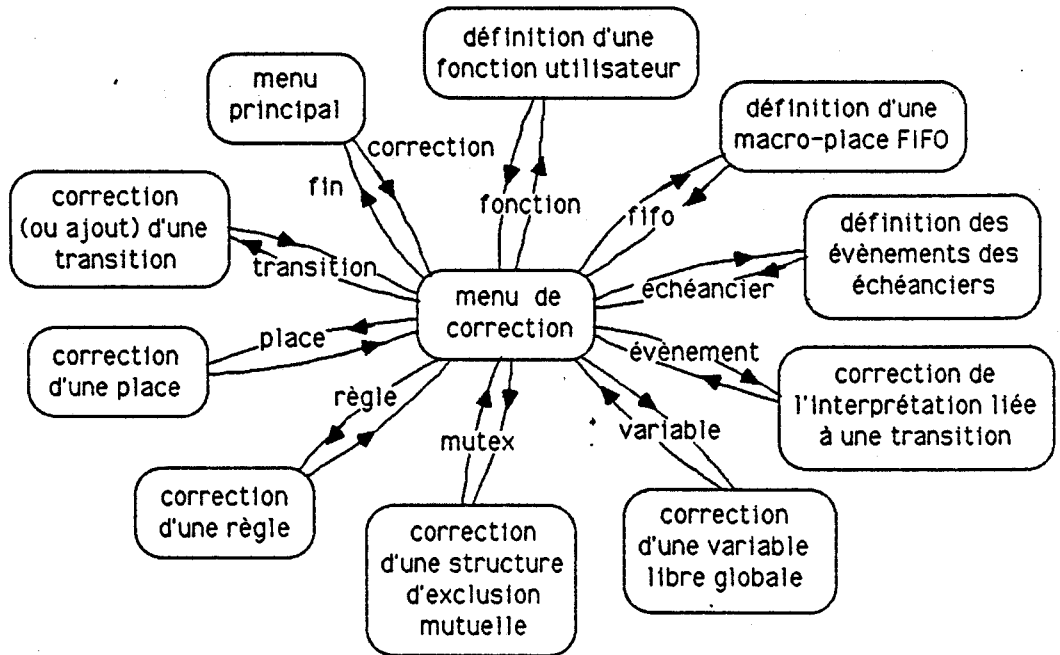 définition d'une
fonction utilisateur
menu
principal
définition d'une
macro-place FIFO
correction
fin
fonction
fifo
correction
(ou ajout) d'une
transition
définition des
évènements des
échéanciers
transition
échéancier
menu de
correction
place
évènement
correction
d'une place
correction de
l'interprétation liée
à une transition
règle
mutex
variable
correction
d'une règle
correction
d'une structure
d'exclusion
mutuelle
correction
d'une variable
libre globale